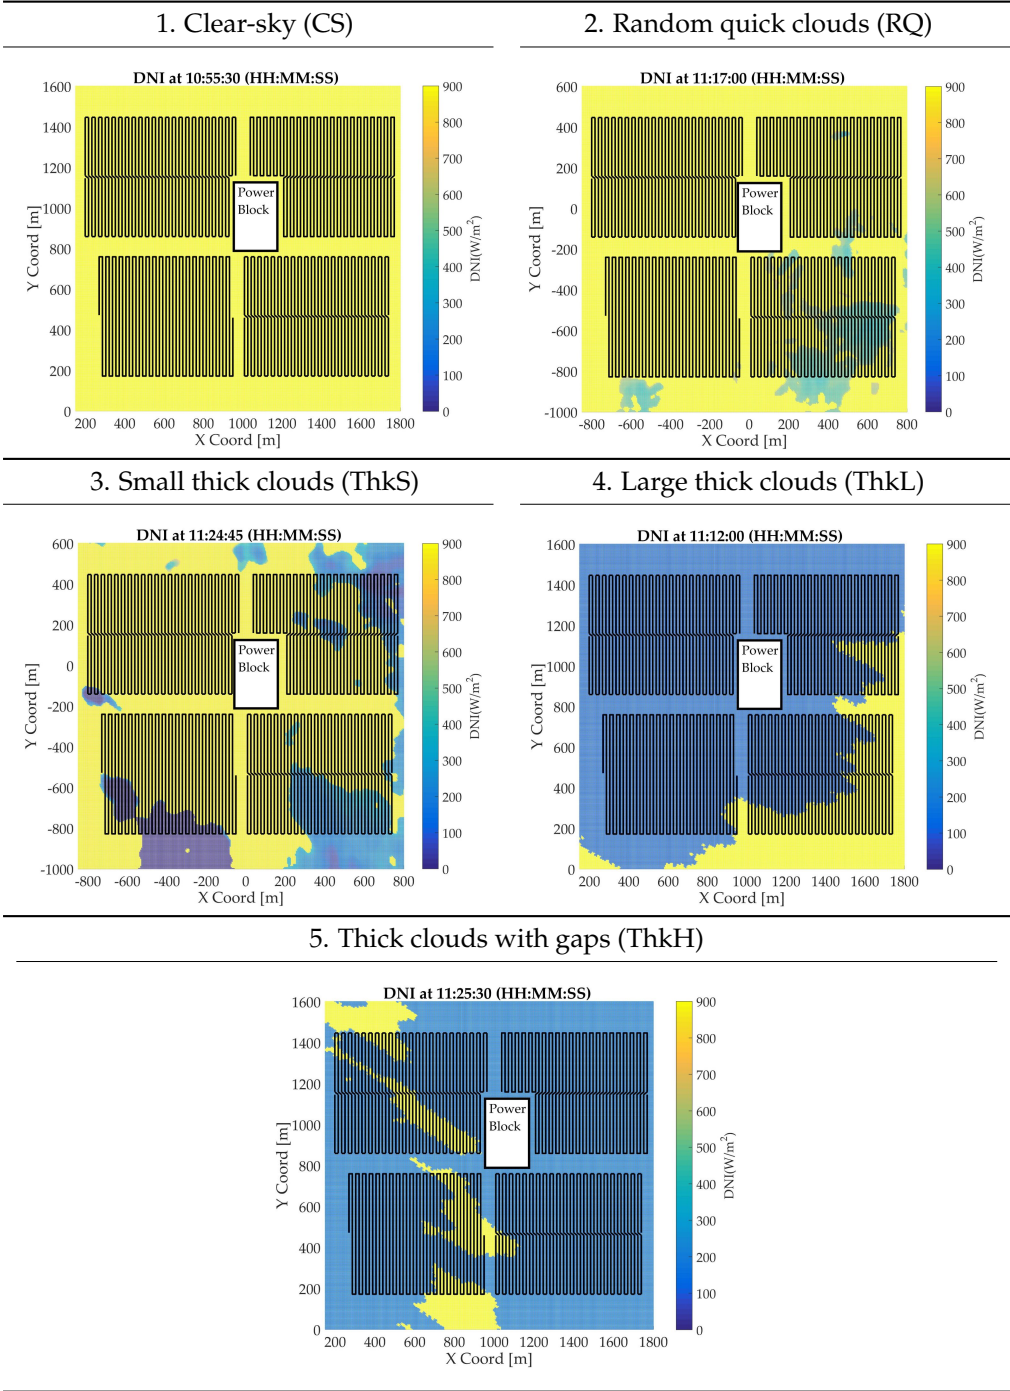 1. Clear-sky (CS)
2. Random quick clouds (RQ)
DNI at 10:55:30 (HH:MM:SS)
1600
1400
1200
1000
800
600
400
200
0
Y Coord [m]
Power
Block
200 400 600 800 1000 1200 1400 1600 1800
X Coord [m]
900
800
700
600
500
400
300
200
100
0
DNI(W/m²)
DNI at 11:17:00 (HH:MM:SS)
600
400
200
0
-200
-400
-600
-800
-1000
Y Coord [m]
Power
Block
-800 -600 -400 -200 0 200 400 600 800
X Coord [m]
900
800
700
600
500
400
300
200
100
0
DNI(W/m²)
3. Small thick clouds (ThkS)
4. Large thick clouds (ThkL)
DNI at 11:24:45 (HH:MM:SS)
600
400
200
0
-200
-400
-600
-800
-1000
Y Coord [m]
Power
Block
-800 -600 -400 -200 0 200 400 600 800
X Coord [m]
900
800
700
600
500
400
300
200
100
0
DNI(W/m²)
DNI at 11:12:00 (HH:MM:SS)
1600
1400
1200
1000
800
600
400
200
0
Y Coord [m]
Power
Block
200 400 600 800 1000 1200 1400 1600 1800
X Coord [m]
900
800
700
600
500
400
300
200
100
0
DNI(W/m²)
5. Thick clouds with gaps (ThkH)
DNI at 11:25:30 (HH:MM:SS)
1600
1400
1200
1000
800
600
400
200
0
Y Coord [m]
Power
Block
200 400 600 800 1000 1200 1400 1600 1800
X Coord [m]
900
800
700
600
500
400
300
200
100
0
DNI(W/m²)